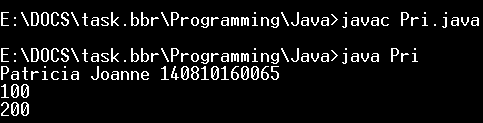 E:\DOCS\task.bbr\Programming\Java>javac Pri.java
E:\DOCS\task.bbr\Programming\Java>java Pri
Patricia Joanne 140810160065
100
200